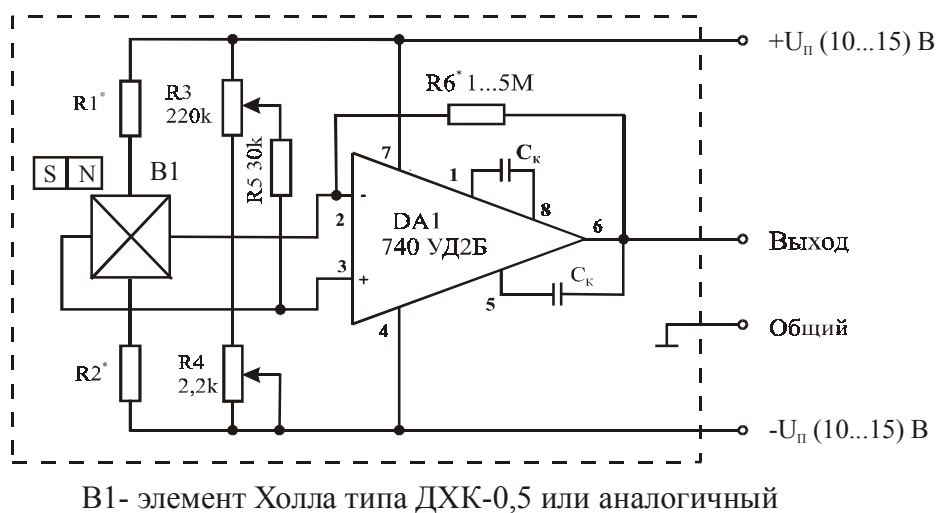 +Uп (10...15) В
R1*
R3
220k
R6* 1...5M
R5 30k
S N
B1
7
Cк
1
8
-
2
DA1
740 УД2Б
6
3
+
Выход
5
Cк
4
Общий
R2*
R4
2,2k
-Uп (10...15) В
В1- элемент Холла типа ДХК-0,5 или аналогичный